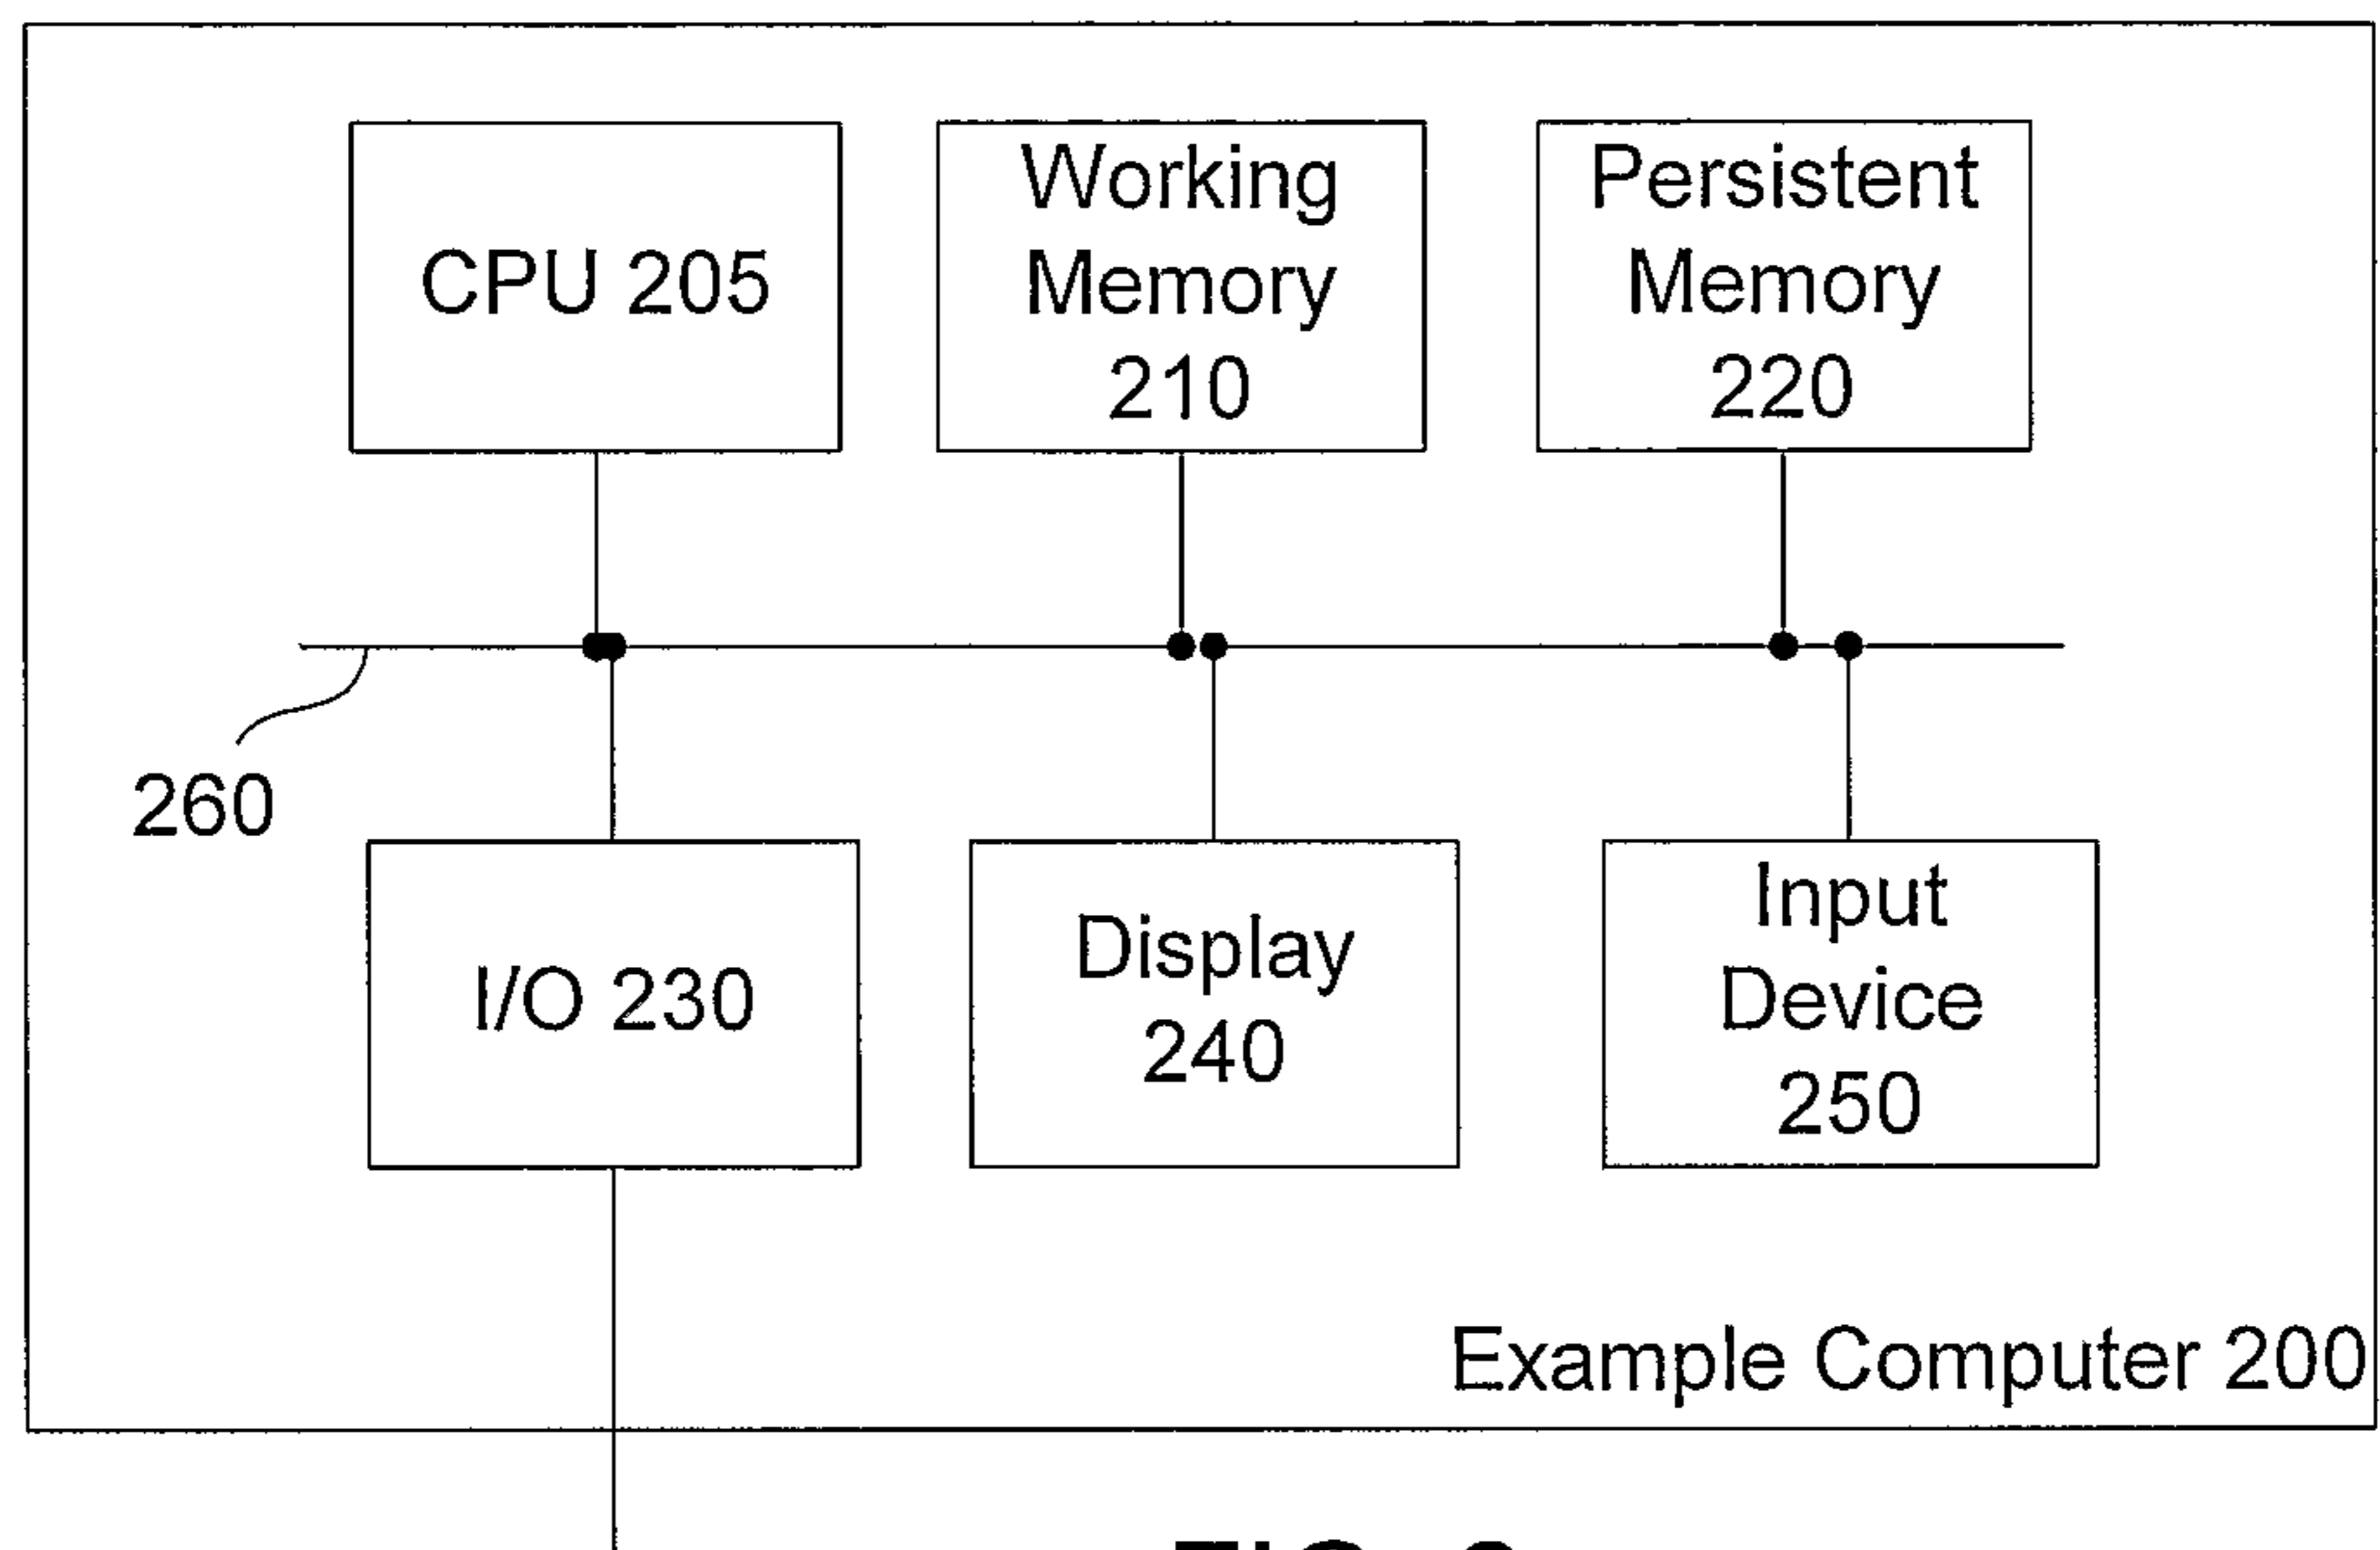 CPU 205
Working
Memory
210
Persistent
Memory
220
260
I/O 230
Display
240
Input
Device
250
Example Computer 200